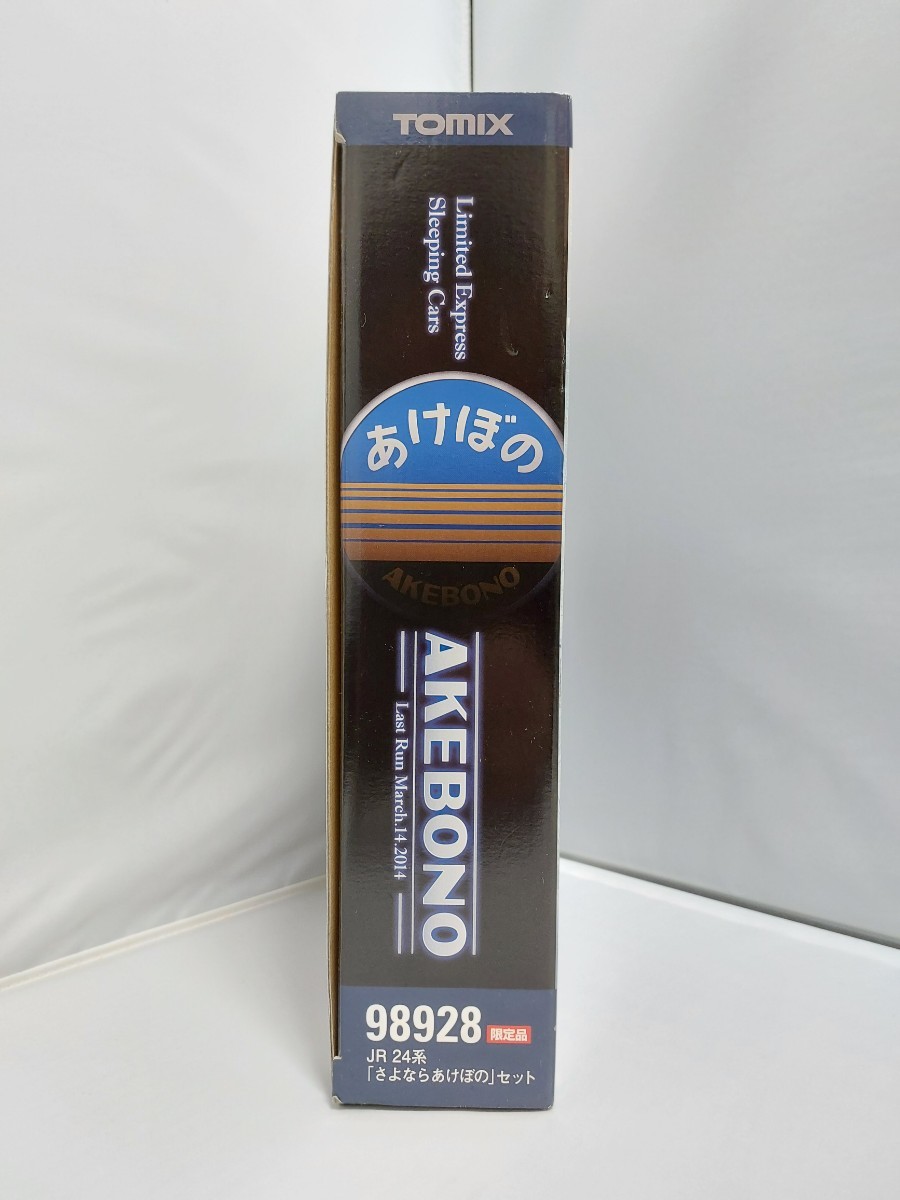 TOMIX
Limited Express
Sleeping Cars
あけぼの
AKEBONO
AKEBONO
Last Run March.14.2014
98928 限定品
JR 24系
「さよならあけぼの」セット